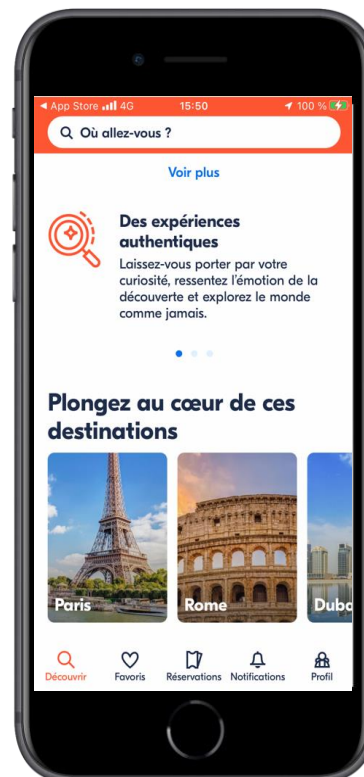 App Store 4G 15:50 100 %
Où allez-vous ?
Voir plus
Des expériences
authentiques
Laissez-vous porter par votre
curiosité, ressentez l'émotion de la
découverte et explorez le monde
comme jamais.
Plongez au cœur de ces
destinations
Paris Rome Duba
Découvrir Favoris Réservations Notifications Profil